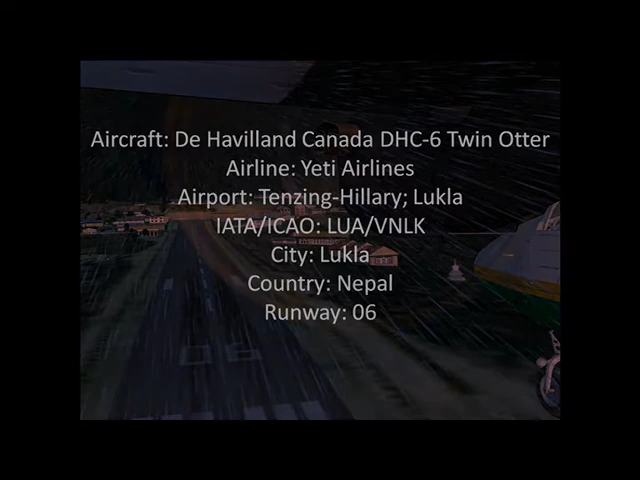 Aircraft: De Havilland Canada DHC-6 Twin Otter
Airline: Yeti Airlines
Airport: Tenzing-Hillary; Lukla
IATA/ICAO: LUA/VNLK
City: Lukla
Country: Nepal
Runway: 06